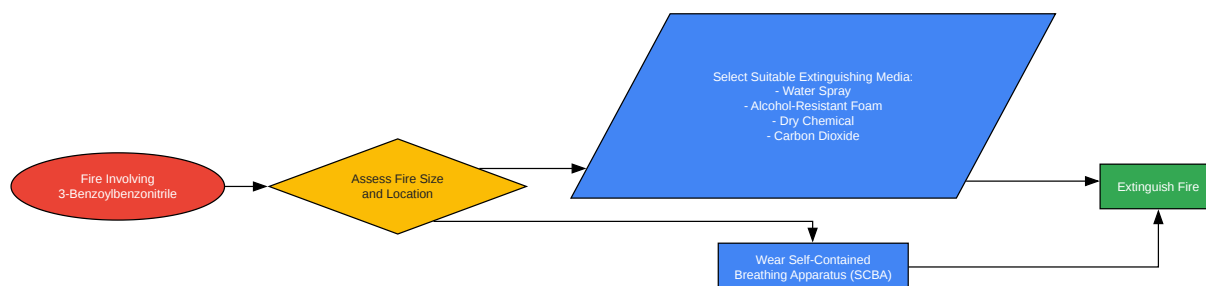 Fire Involving
3-Benzoylbenzonitrile
Assess Fire Size
and Location
Select Suitable Extinguishing Media:
- Water Spray
- Alcohol-Resistant Foam
- Dry Chemical
- Carbon Dioxide
Wear Self-Contained
Breathing Apparatus (SCBA)
Extinguish Fire